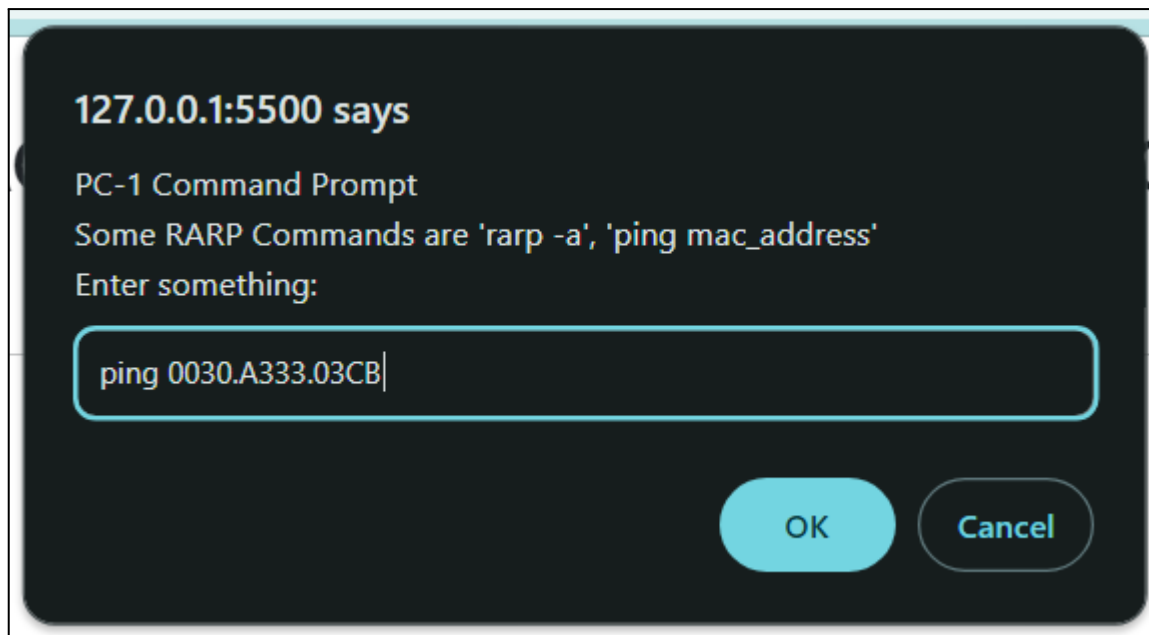 127.0.0.1:5500 says
PC-1 Command Prompt
Some RARP Commands are 'rarp -a', 'ping mac_address'
Enter something:
ping 0030.A333.03CB
OK
Cancel